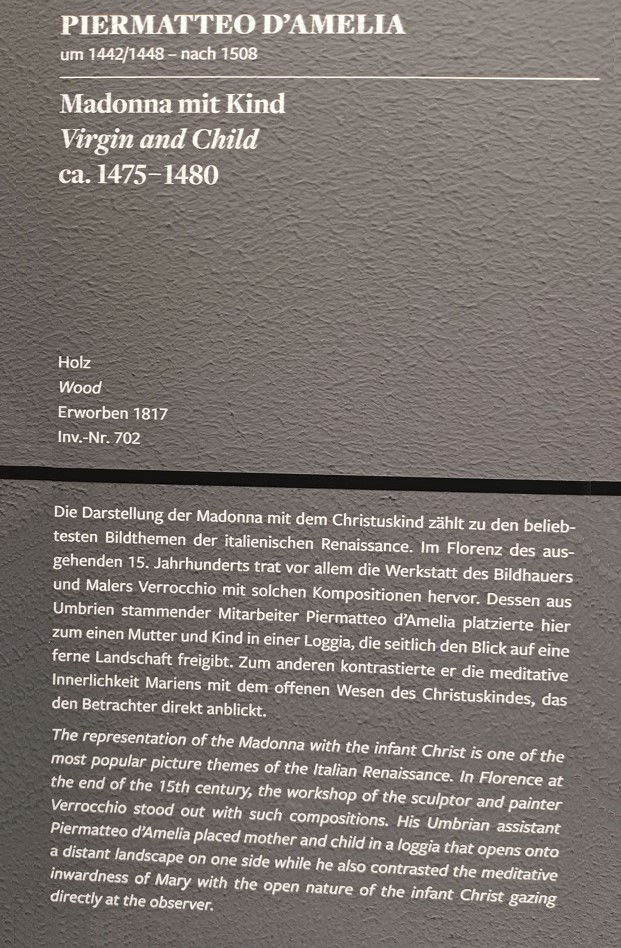 PIERMATTEO D'AMELIA
um 1442/1448 – nach 1508
Madonna mit Kind
Virgin and Child
ca. 1475–1480
Holz
Wood
Erworben 1817
Inv.-Nr. 702
Die Darstellung der Madonna mit dem Christuskind zählt zu den belieb-
testen Bildthemen der italienischen Renaissance. Im Florenz des aus-
gehenden 15. Jahrhunderts trat vor allem die Werkstatt des Bildhauers
und Malers Verrocchio mit solchen Kompositionen hervor. Dessen aus
Umbrien stammender Mitarbeiter Piermatteo d'Amelia platzierte hier
zum einen Mutter und Kind in einer Loggia, die seitlich den Blick auf eine
ferne Landschaft freigibt. Zum anderen kontrastierte er die meditative
Innerlichkeit Mariens mit dem offenen Wesen des Christuskindes, das
den Betrachter direkt anblickt.
The representation of the Madonna with the infant Christ is one of the
most popular picture themes of the Italian Renaissance. In Florence at
the end of the 15th century, the workshop of the sculptor and painter
Verrocchio stood out with such compositions. His Umbrian assistant
Piermatteo d'Amelia placed mother and child in a loggia that opens onto
a distant landscape on one side while he also contrasted the meditative
inwardness of Mary with the open nature of the infant Christ gazing
directly at the observer.